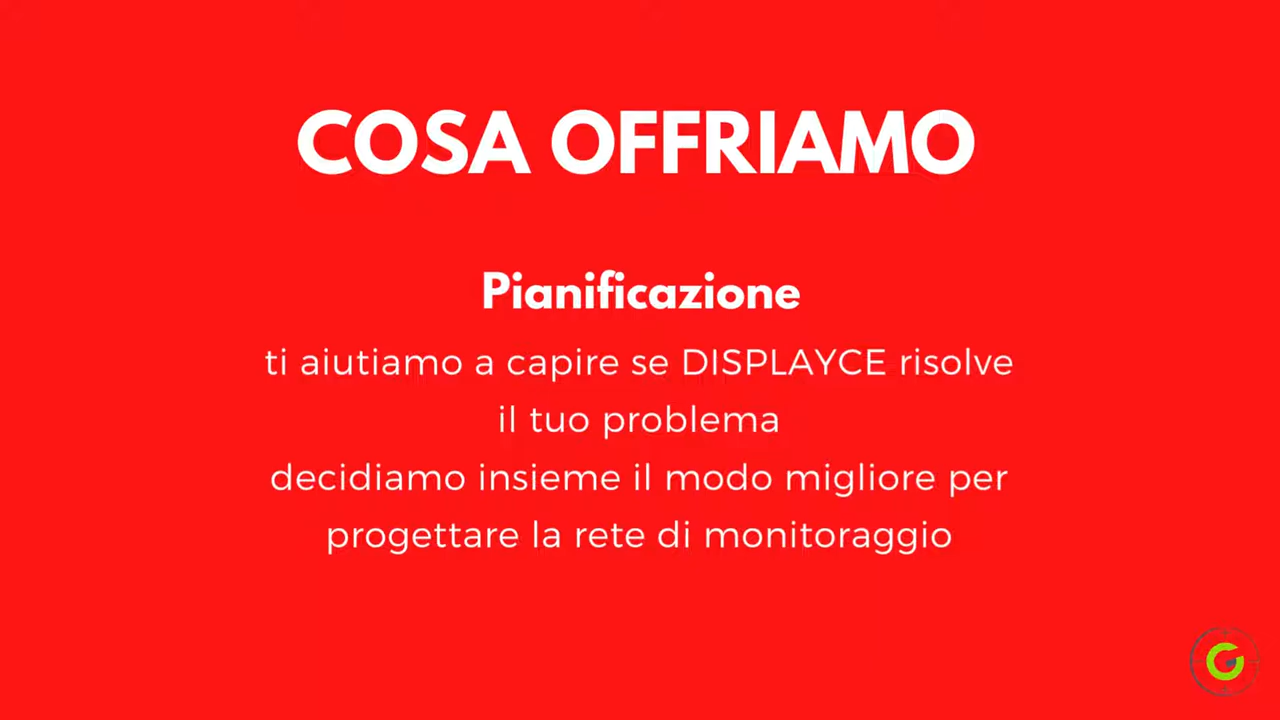 COSA OFFRIAMO
Pianificazione
ti aiutiamo a capire se DISPLAYCE risolve
il tuo problema
decidiamo insieme il modo migliore per
progettare la rete di monitoraggio